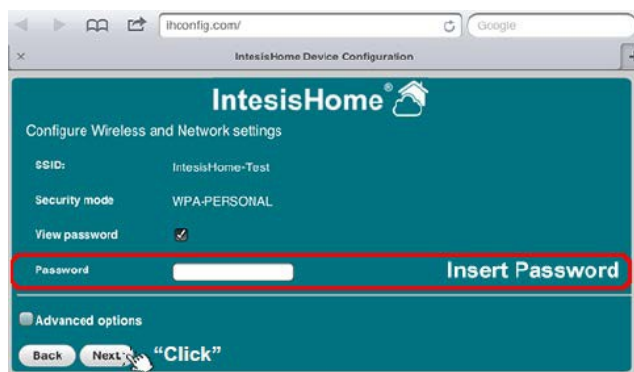 ihconfig.com/
Google
IntesisHome Device Configuration
IntesisHome®
Configure Wireless and Network settings
SSID: IntesisHome-Test
Security mode WPA-PERSONAL
View password
Password Insert Password
Advanced options
Back Next "Click"